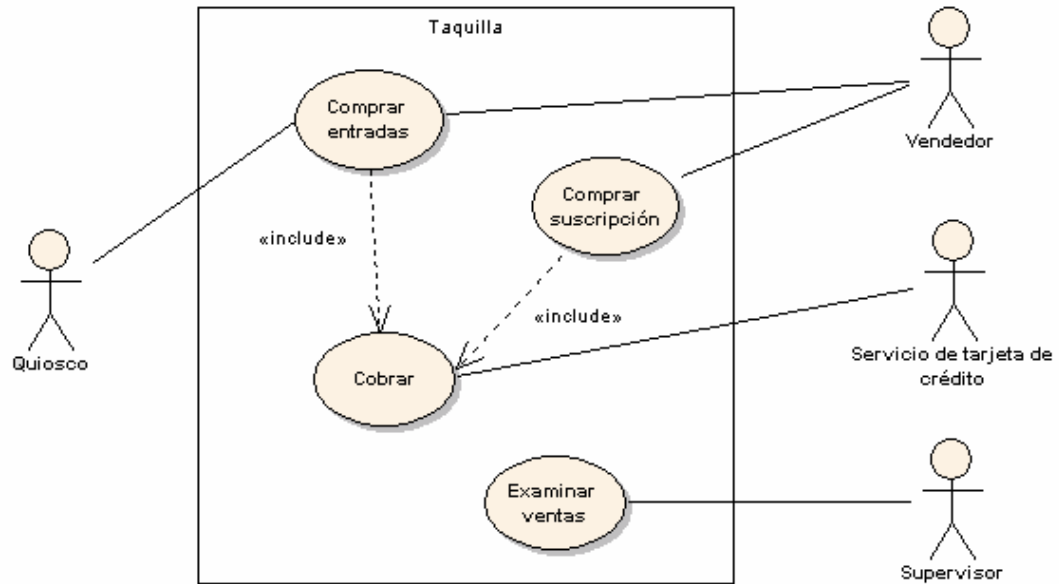 Taquilla
Comprar
entradas
Vendedor
Comprar
suscripción
«include»
Quiosco
«include»
Servicio de tarjeta de
crédito
Cobrar
Examinar
ventas
Supervisor